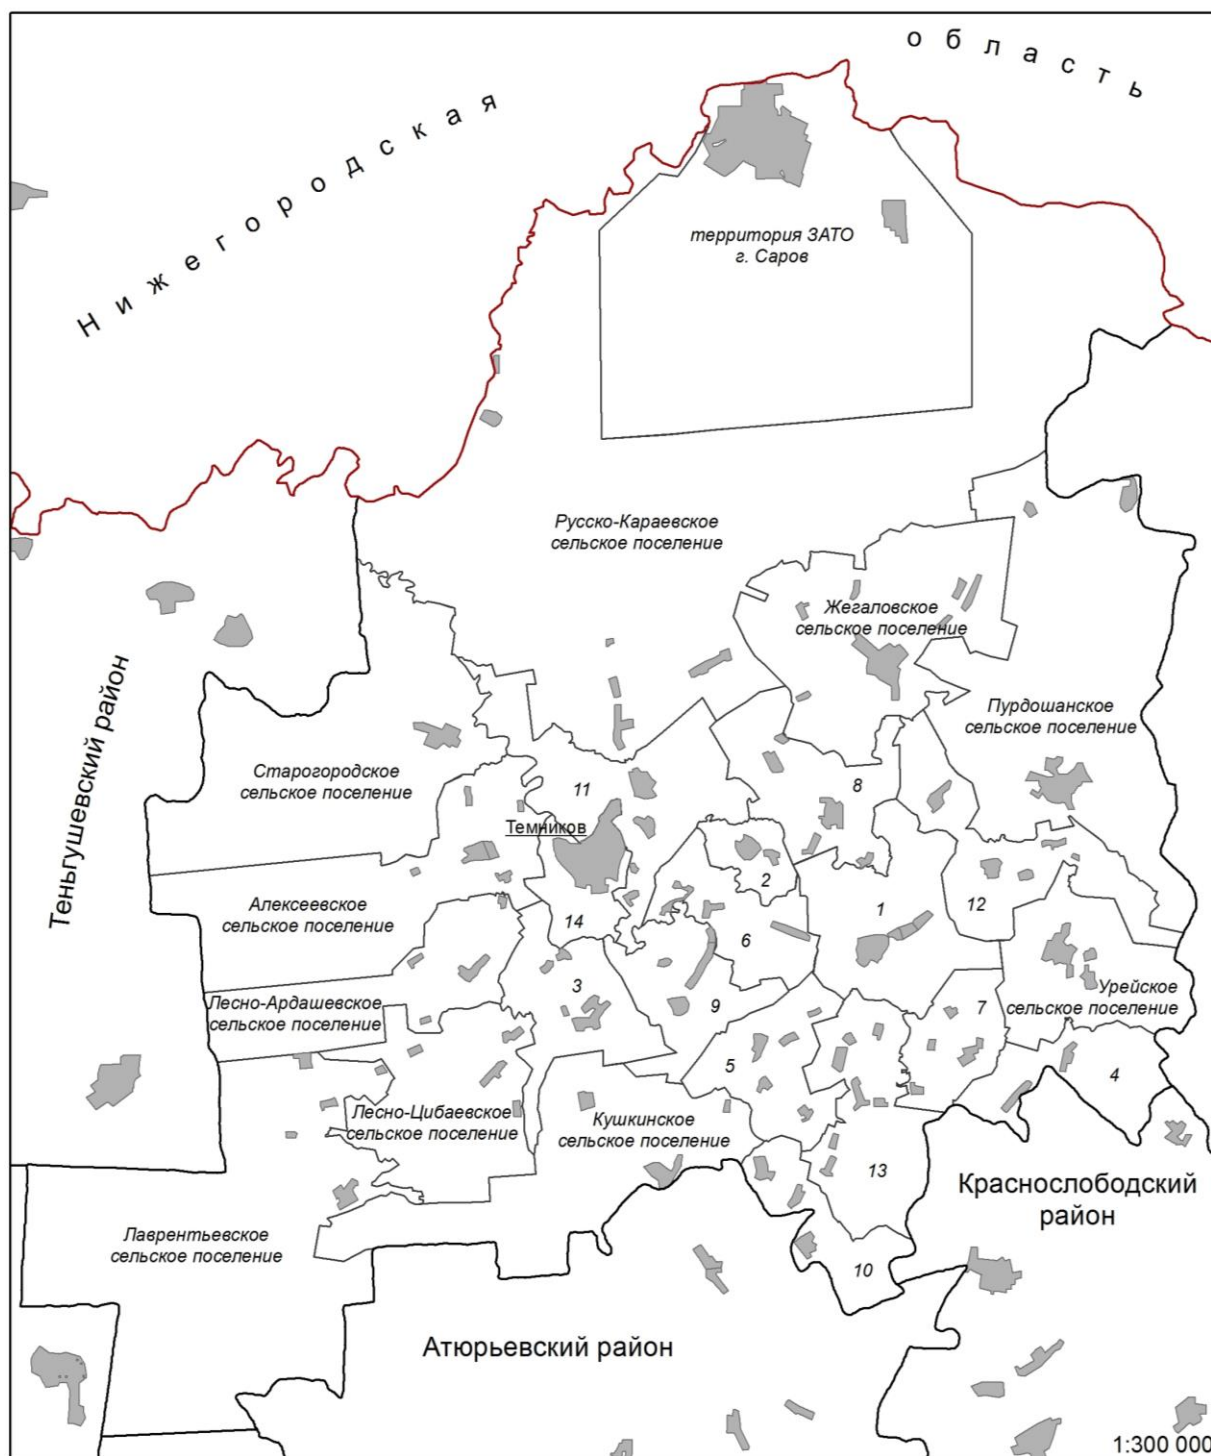 Нижегородская область
территория ЗАТО
г. Саров
Русско-Караевское
сельское поселение
Жегаловское
сельское поселение
Теньгушевский район
Пурдошанское
сельское поселение
Старогородское
сельское поселение
11
8
Темников
2
Алексеевское
сельское поселение
14
6
1
12
Лесно-Ардашевское
сельское поселение
3
9
7
Урейское
сельское поселение
5
4
Лесно-Цибаевское
сельское поселение
Кушкинское
сельское поселение
13
Краснослободский
район
Лаврентьевское
сельское поселение
10
Атюрьевский район
1:300 000